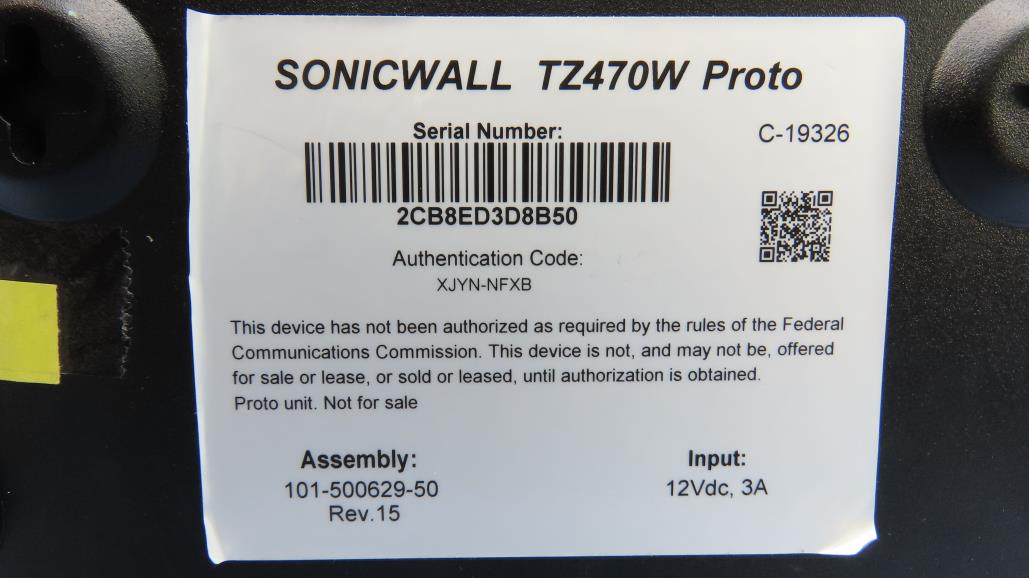 SONICWALL TZ470W Proto
Serial Number:
C-19326
2CB8ED3D8B50
Authentication Code:
XJYN-NFXB
This device has not been authorized as required by the rules of the Federal
Communications Commission. This device is not, and may not be, offered
for sale or lease, or sold or leased, until authorization is obtained.
Proto unit. Not for sale
Assembly:
101-500629-50
Rev.15
Input:
12Vdc, 3A